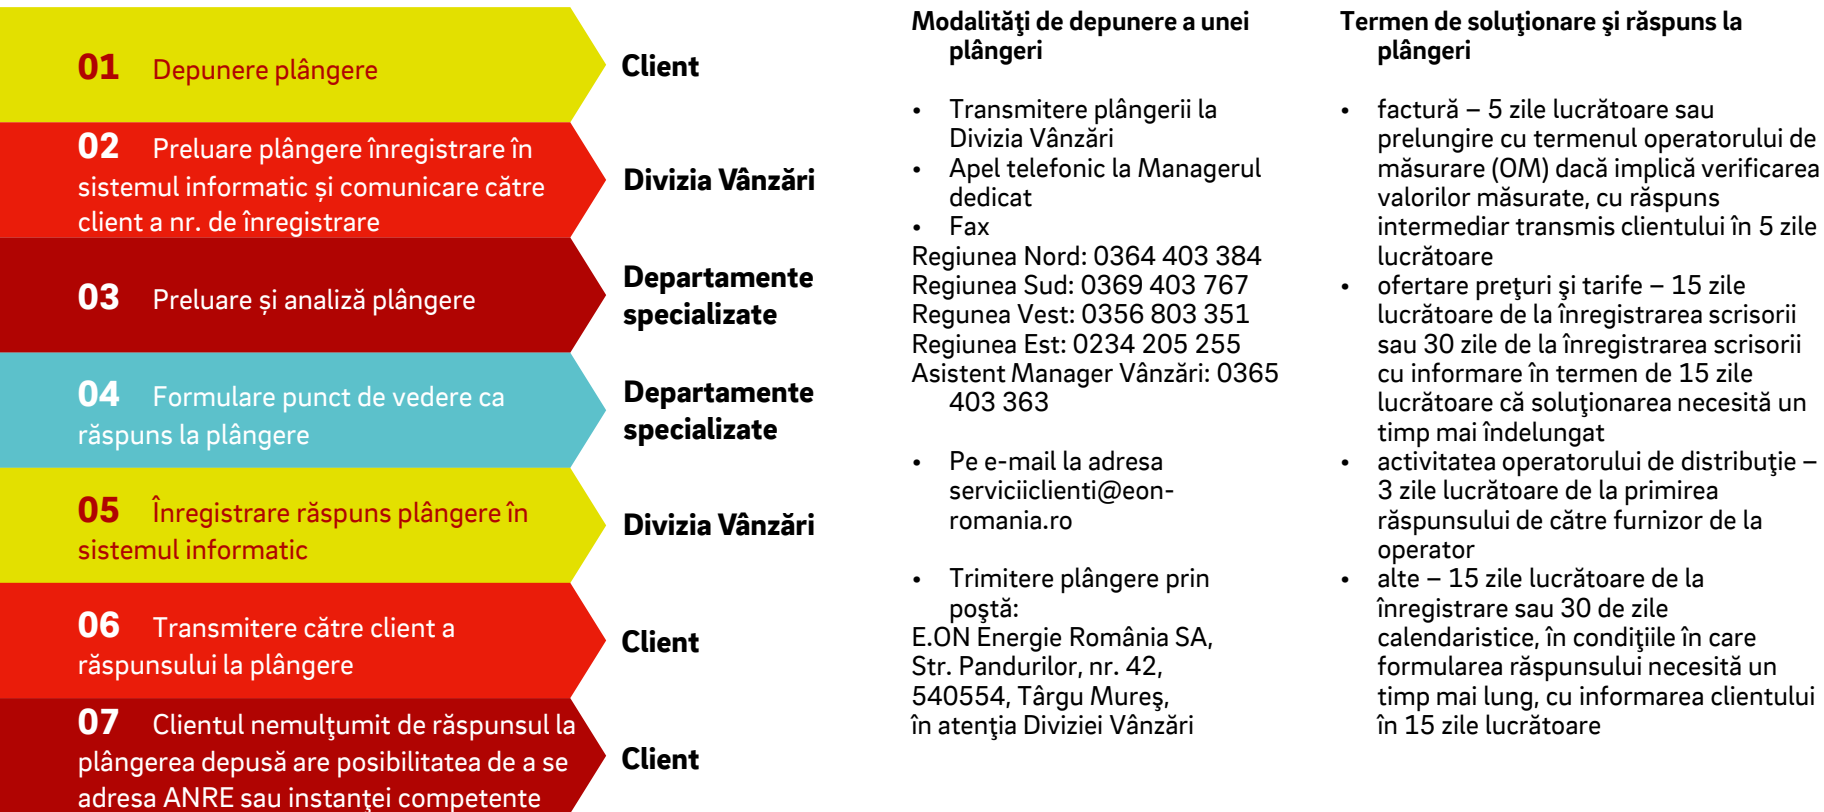 01 Depunere plângere
Client
02 Preluare plângere înregistrare în
sistemul informatic și comunicare către
client a nr. de înregistrare
Divizia Vânzări
03 Preluare și analiză plângere
Departamente
specializate
04 Formulare punct de vedere ca
răspuns la plângere
Departamente
specializate
05 Înregistrare răspuns plângere în
sistemul informatic
Divizia Vânzări
06 Transmitere către client a
răspunsului la plângere
Client
07 Clientul nemulţumit de răspunsul la
plângerea depusă are posibilitatea de a se
adresa ANRE sau instanţei competente
Client
Modalităţi de depunere a unei
plângeri
• Transmitere plângerii la
Divizia Vânzări
• Apel telefonic la Managerul
dedicat
• Fax
Regiunea Nord: 0364 403 384
Regiunea Sud: 0369 403 767
Regunea Vest: 0356 803 351
Regiunea Est: 0234 205 255
Asistent Manager Vânzări: 0365
403 363
• Pe e-mail la adresa
serviciiclienti@eon-
romania.ro
• Trimitere plângere prin
poştă:
E.ON Energie România SA,
Str. Pandurilor, nr. 42,
540554, Târgu Mureş,
în atenţia Diviziei Vânzări
Termen de soluţionare şi răspuns la
plângeri
• factură – 5 zile lucrătoare sau
prelungire cu termenul operatorului de
măsurare (OM) dacă implică verificarea
valorilor măsurate, cu răspuns
intermediar transmis clientului în 5 zile
lucrătoare
• ofertare preţuri şi tarife – 15 zile
lucrătoare de la înregistrarea scrisorii
sau 30 zile de la înregistrarea scrisorii
cu informare în termen de 15 zile
lucrătoare că soluţionarea necesită un
timp mai îndelungat
• activitatea operatorului de distribuţie –
3 zile lucrătoare de la primirea
răspunsului de către furnizor de la
operator
• alte – 15 zile lucrătoare de la
înregistrare sau 30 de zile
calendaristice, în condiţiile în care
formularea răspunsului necesită un
timp mai lung, cu informarea clientului
în 15 zile lucrătoare